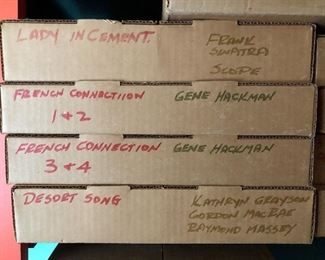 LADY IN CEMENT.
FRANK
SINATRA
SCOPE
FRENCH CONNECTIION
GENE HACKMAN
1 & 2
FRENCH CONNECTION
GENE HACKMAN
3 & 4
DESORT SONG
KATHRYN GRAYSON
GORDON MACRAE
RAYMOND MASSEY